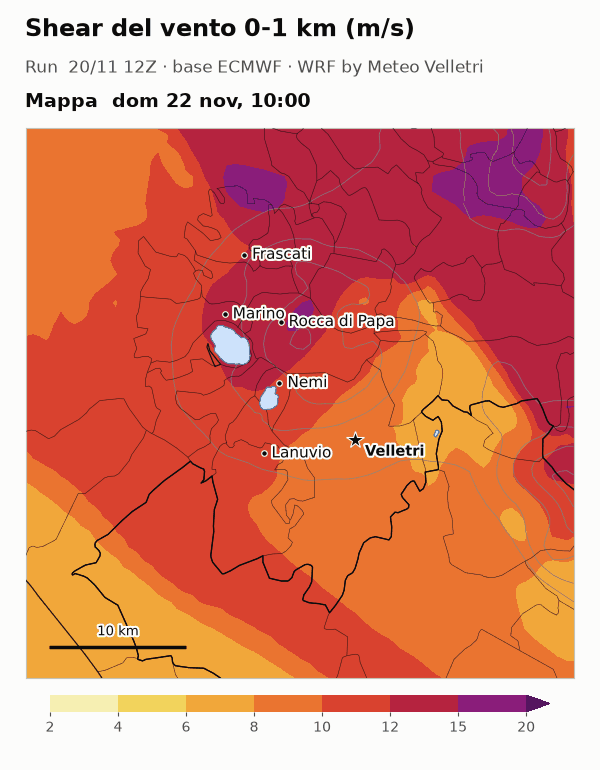 Shear del vento 0-1 km (m/s)
Run  20/11 12Z · base ECMWF · WRF by Meteo Velletri
Mappa  dom 22 nov, 10:00
Frascati
Marino
Rocca di Papa
Nemi
Velletri
Lanuvio
10 km
2 4 6 8 10 12 15 20